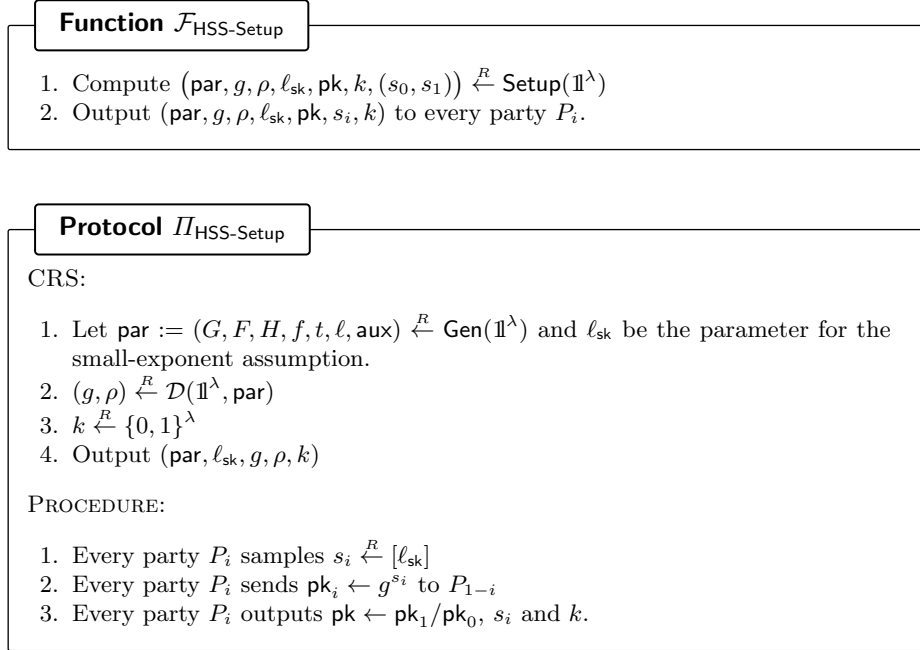 Function 𝓕_HSS-Setup
1. Compute (par, g, ρ, ℓ_sk, pk, k, (s₀, s₁)) ←ᴿ Setup(𝟙^λ)
2. Output (par, g, ρ, ℓ_sk, pk, s_i, k) to every party P_i.
Protocol Π_HSS-Setup
CRS:
1. Let par := (G, F, H, f, t, ℓ, aux) ←ᴿ Gen(𝟙^λ) and ℓ_sk be the parameter for the
small-exponent assumption.
2. (g, ρ) ←ᴿ 𝓓(𝟙^λ, par)
3. k ←ᴿ {0, 1}^λ
4. Output (par, ℓ_sk, g, ρ, k)
PROCEDURE:
1. Every party P_i samples s_i ←ᴿ [ℓ_sk]
2. Every party P_i sends pk_i ← g^{s_i} to P_{1−i}
3. Every party P_i outputs pk ← pk₁/pk₀, s_i and k.